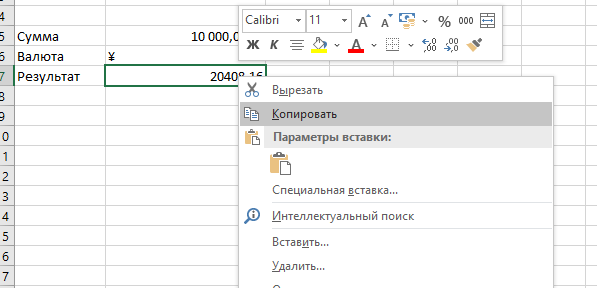 Calibri 11 A A % 000
Ж К А ,00 ,0
4
5 Сумма 10 000,0
6 Валюта ¥
7 Результат 20408,16
8
9
0
1
2
3
4
5
6
7
Вырезать
Копировать
Параметры вставки:
Специальная вставка...
Интеллектуальный поиск
Вставить...
Удалить...